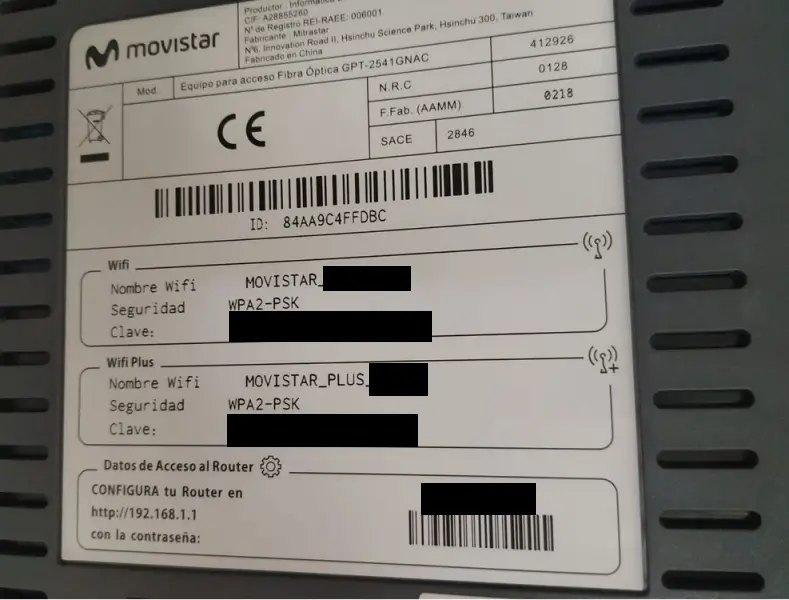 movistar
Productor : Informática
CIF: A28855260
Nº de Registro REI-RAEE: 006001
Fabricante : Mitrastar
Nº6, Innovation Road II, Hsinchu Science Park, Hsinchu 300, Taiwan
Fabricado en China
Mod. Equipo para acceso Fibra Óptica GPT-2541GNAC 412926
N.R.C 0128
F.Fab. (AAMM) 0218
SACE 2846
CE
ID: 84AA9C4FFDBC
Wifi
Nombre Wifi MOVISTAR_
Seguridad WPA2-PSK
Clave:
Wifi Plus
Nombre Wifi MOVISTAR_PLUS_
Seguridad WPA2-PSK
Clave:
Datos de Acceso al Router
CONFIGURA tu Router en
http://192.168.1.1
con la contraseña: